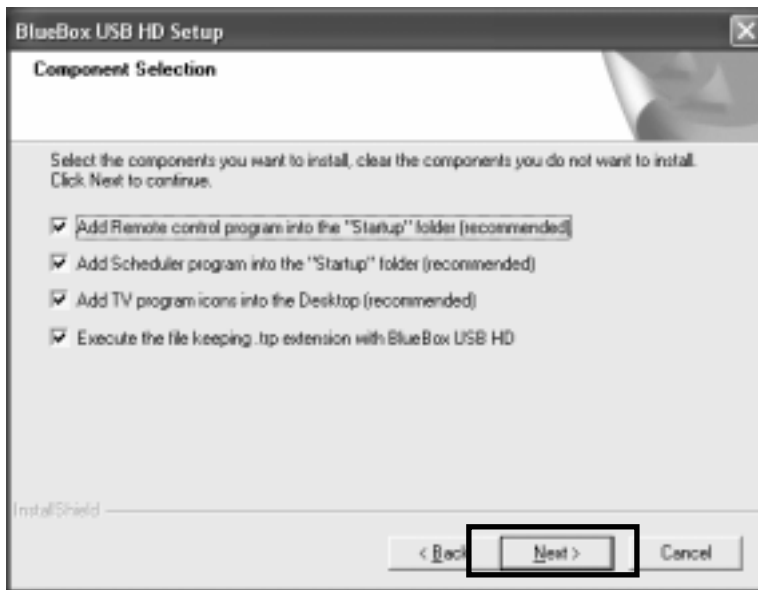 BlueBox USB HD Setup
Component Selection
Select the components you want to install, clear the components you do not want to install.
Click Next to continue.
Add Remote control program into the "Startup" folder (recommended)
Add Scheduler program into the "Startup" folder (recommended)
Add TV program icons into the Desktop (recommended)
Execute the file keeping .trp extension with BlueBox USB HD
InstallShield
< Back Next > Cancel